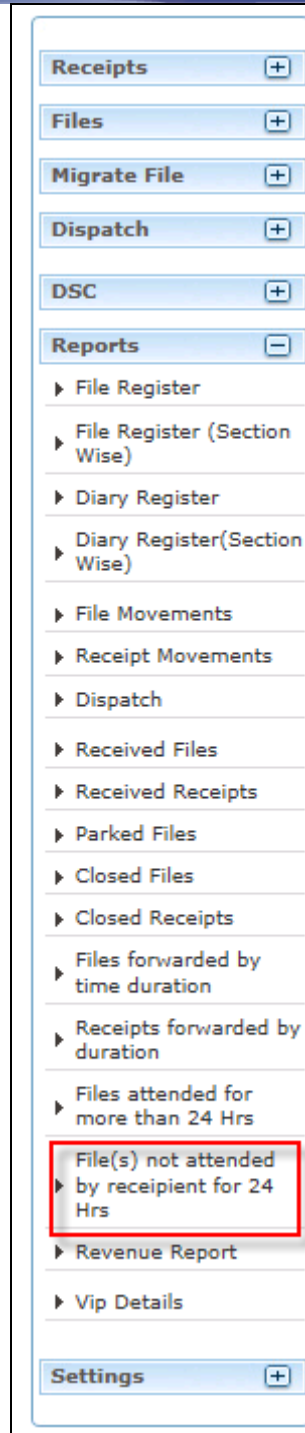 Receipts
Files
Migrate File
Dispatch
DSC
Reports
File Register
File Register (Section
Wise)
Diary Register
Diary Register(Section
Wise)
File Movements
Receipt Movements
Dispatch
Received Files
Received Receipts
Parked Files
Closed Files
Closed Receipts
Files forwarded by
time duration
Receipts forwarded by
duration
Files attended for
more than 24 Hrs
File(s) not attended
by receipient for 24
Hrs
Revenue Report
Vip Details
Settings